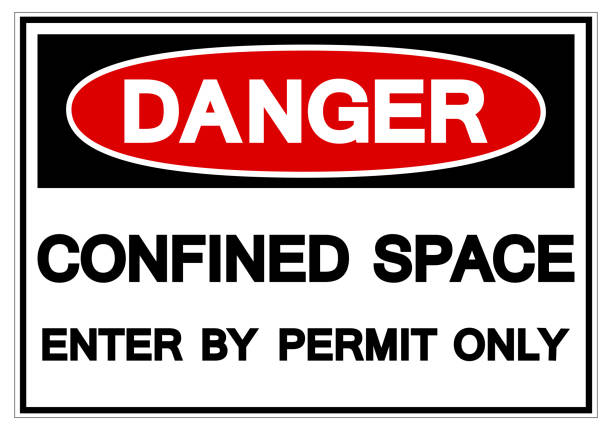 DANGER
CONFINED SPACE
ENTER BY PERMIT ONLY